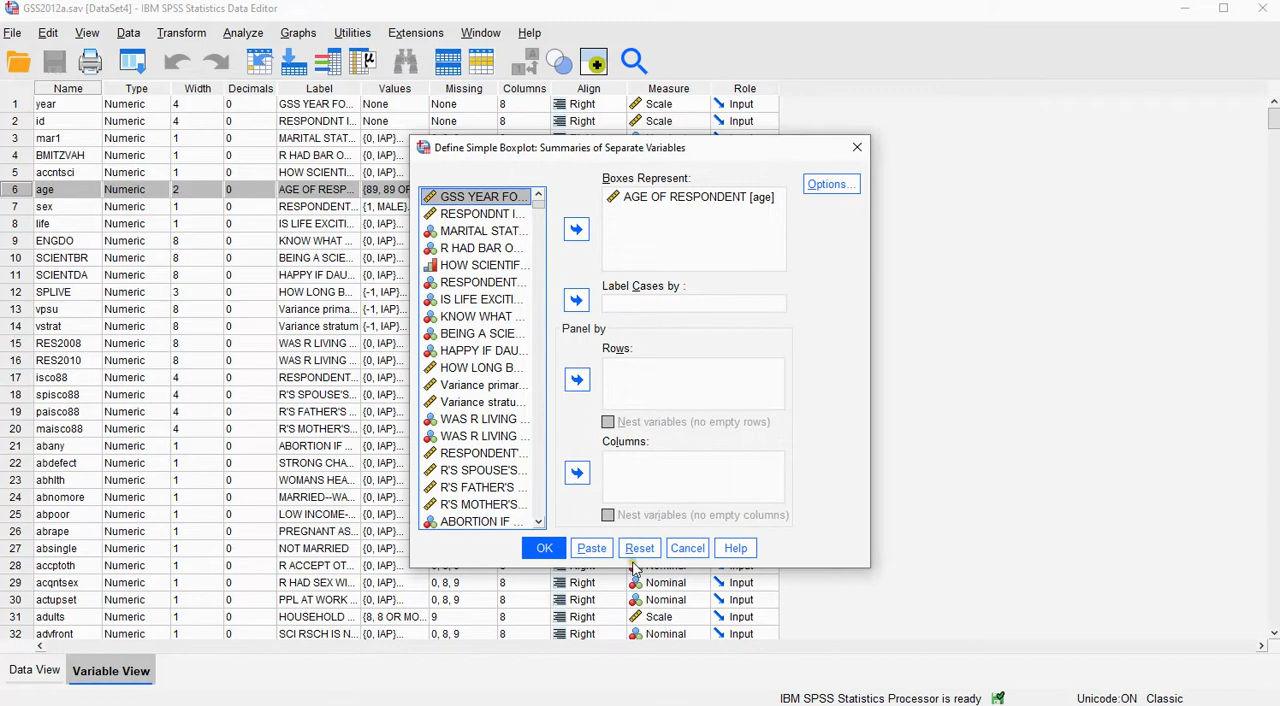 GSS2012a.sav [DataSet4] - IBM SPSS Statistics Data Editor
File Edit View Data Transform Analyze Graphs Utilities Extensions Window Help
Name Type Width Decimals Label Values Missing Columns Align Measure Role
1 year Numeric 4 0 GSS YEAR FO... None None 8 Right Scale Input
2 id Numeric 4 0 RESPONDNT I... None None 8 Right Scale Input
3 mar1 Numeric 1 0 MARITAL STAT... {0, IAP}...
4 BMITZVAH Numeric 1 0 R HAD BAR O... {0, IAP}...
5 accntsci Numeric 1 0 HOW SCIENTI... {0, IAP}...
6 age Numeric 2 0 AGE OF RESP... {89, 89 OF
7 sex Numeric 1 0 RESPONDENT... {1, MALE}...
8 life Numeric 1 0 IS LIFE EXCITI... {0, IAP}...
9 ENGDO Numeric 8 0 KNOW WHAT ... {0, IAP}...
10 SCIENTBR Numeric 8 0 BEING A SCIE... {0, IAP}...
11 SCIENTDA Numeric 8 0 HAPPY IF DAU... {0, IAP}...
12 SPLIVE Numeric 3 0 HOW LONG B... {-1, IAP}...
13 vpsu Numeric 8 0 Variance prima... {-1, IAP}...
14 vstrat Numeric 8 0 Variance stratum {-1, IAP}...
15 RES2008 Numeric 8 0 WAS R LIVING ... {0, IAP}...
16 RES2010 Numeric 8 0 WAS R LIVING ... {0, IAP}...
17 isco88 Numeric 4 0 RESPONDENT... {0, IAP}...
18 spisco88 Numeric 4 0 R'S SPOUSE'S... {0, IAP}...
19 paisco88 Numeric 4 0 R'S FATHER'S ... {0, IAP}...
20 maisco88 Numeric 4 0 R'S MOTHER'S... {0, IAP}...
21 abany Numeric 1 0 ABORTION IF ... {0, IAP}...
22 abdefect Numeric 1 0 STRONG CHA... {0, IAP}...
23 abhlth Numeric 1 0 WOMANS HEA... {0, IAP}...
24 abnomore Numeric 1 0 MARRIED--WA... {0, IAP}...
25 abpoor Numeric 1 0 LOW INCOME-... {0, IAP}...
26 abrape Numeric 1 0 PREGNANT AS... {0, IAP}...
27 absingle Numeric 1 0 NOT MARRIED {0, IAP}...
28 accptoth Numeric 1 0 R ACCEPT OT... {0, IAP}... 0, 8, 9 8 Right Nominal Input
29 acqntsex Numeric 1 0 R HAD SEX WI... {0, IAP}... 0, 8, 9 8 Right Nominal Input
30 actupset Numeric 1 0 PPL AT WORK ... {0, IAP}... 0, 8, 9 8 Right Nominal Input
31 adults Numeric 1 0 HOUSEHOLD ... {8, 8 OR MO... 9 8 Right Scale Input
advfront Numeric 1 0 SCI RSCH IS N... {0, IAP}... 0, 8, 9 8 Right Nominal Input
Define Simple Boxplot: Summaries of Separate Variables
GSS YEAR FO...
RESPONDNT I...
MARITAL STAT...
R HAD BAR O...
HOW SCIENTIF...
RESPONDENT...
IS LIFE EXCITI...
KNOW WHAT ...
BEING A SCIE...
HAPPY IF DAU...
HOW LONG B...
Variance primar...
Variance stratu...
WAS R LIVING ...
WAS R LIVING ...
RESPONDENT'...
R'S SPOUSE'S...
R'S FATHER'S ...
R'S MOTHER'S...
ABORTION IF ...
Boxes Represent:
AGE OF RESPONDENT [age]
Options...
Label Cases by :
Panel by
Rows:
Nest variables (no empty rows)
Columns:
Nest variables (no empty columns)
OK Paste Reset Cancel Help
Data View Variable View
IBM SPSS Statistics Processor is ready Unicode:ON Classic